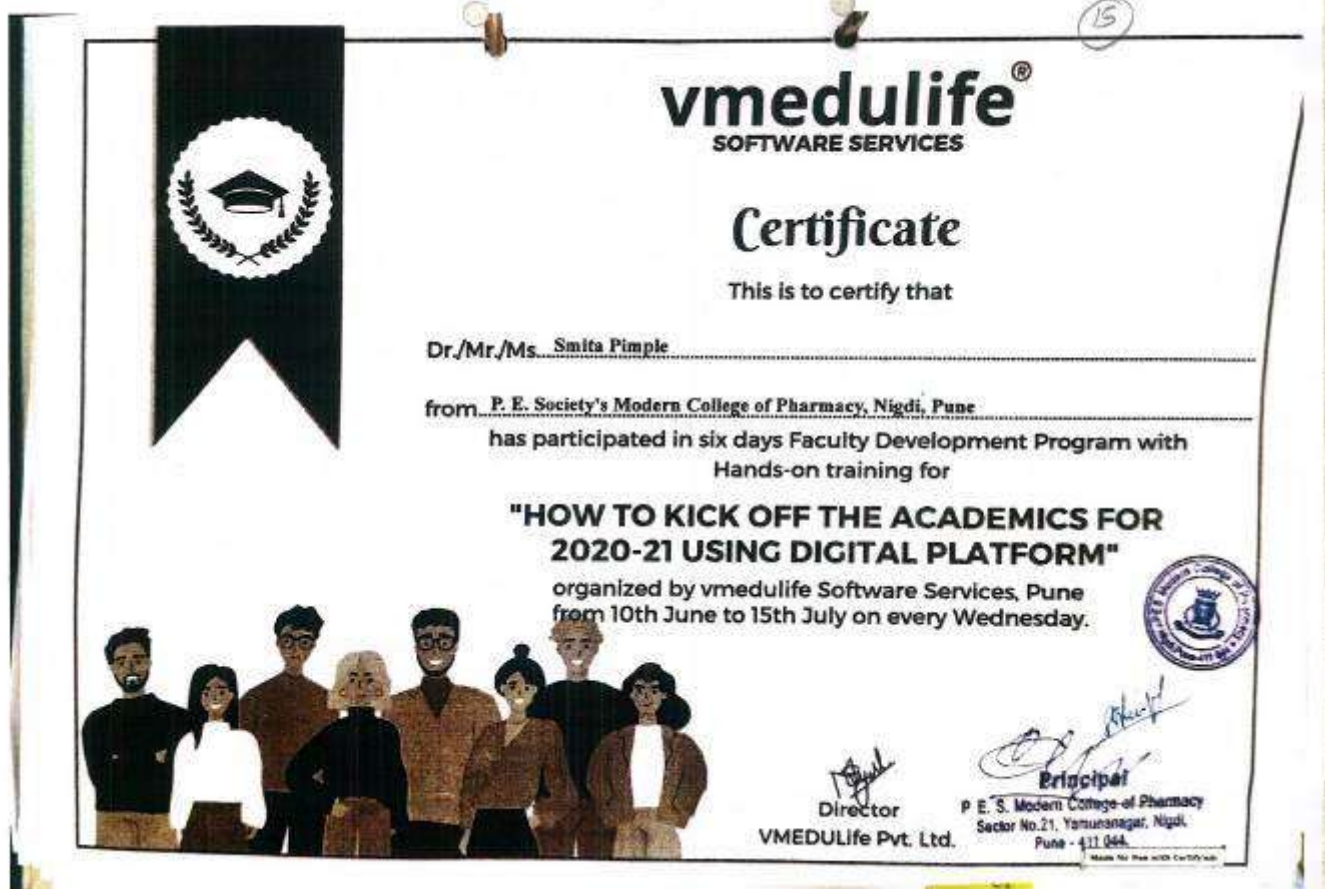 15
vmedulife®
SOFTWARE SERVICES
Certificate
This is to certify that
Dr./Mr./Ms. Smita Pimple
from P. E. Society's Modern College of Pharmacy, Nigdi, Pune
has participated in six days Faculty Development Program with
Hands-on training for
"HOW TO KICK OFF THE ACADEMICS FOR
2020-21 USING DIGITAL PLATFORM"
organized by vmedulife Software Services, Pune
from 10th June to 15th July on every Wednesday.
Director
VMEDULife Pvt. Ltd.
Principal
P. E. S. Modern College of Pharmacy
Sector No.21, Yamunanagar, Nigdi,
Pune - 411 044.